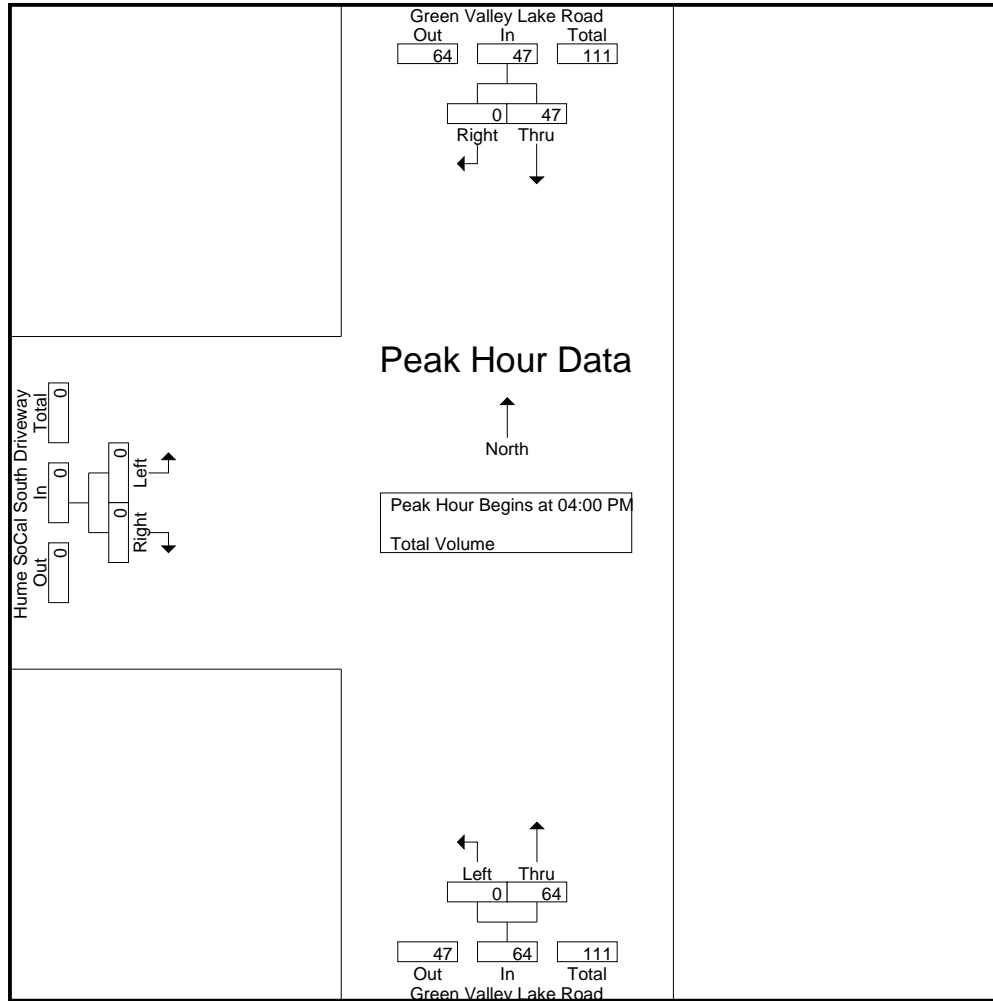 Green Valley Lake Road
Out In Total
64 47 111
0 47
Right Thru
Peak Hour Data
North
Peak Hour Begins at 04:00 PM
Total Volume
Hume SoCal South Driveway
Out In Total
0 0 0
Right Left
0 0
Left Thru
0 64
47 64 111
Out In Total
Green Valley Lake Road